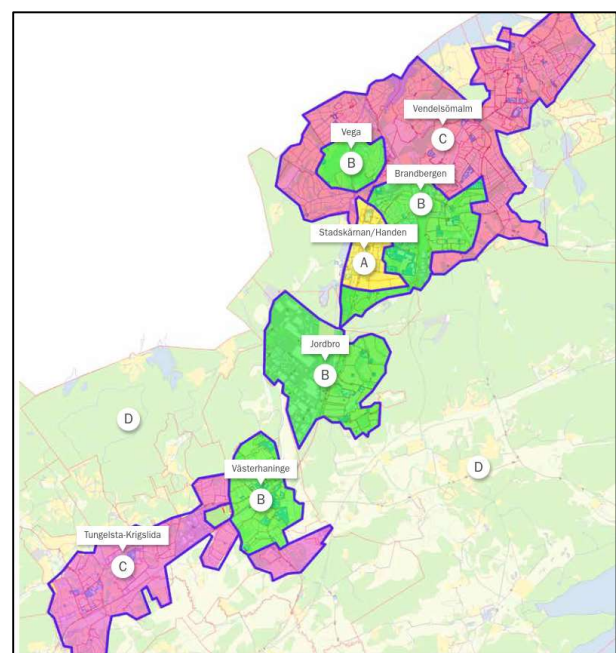 Vendelsömalm
C
Vega
B
Brandbergen
B
Stadskärnan/Handen
A
Jordbro
B
D
Västerhaninge
B
D
Tungelsta-Krigslida
C